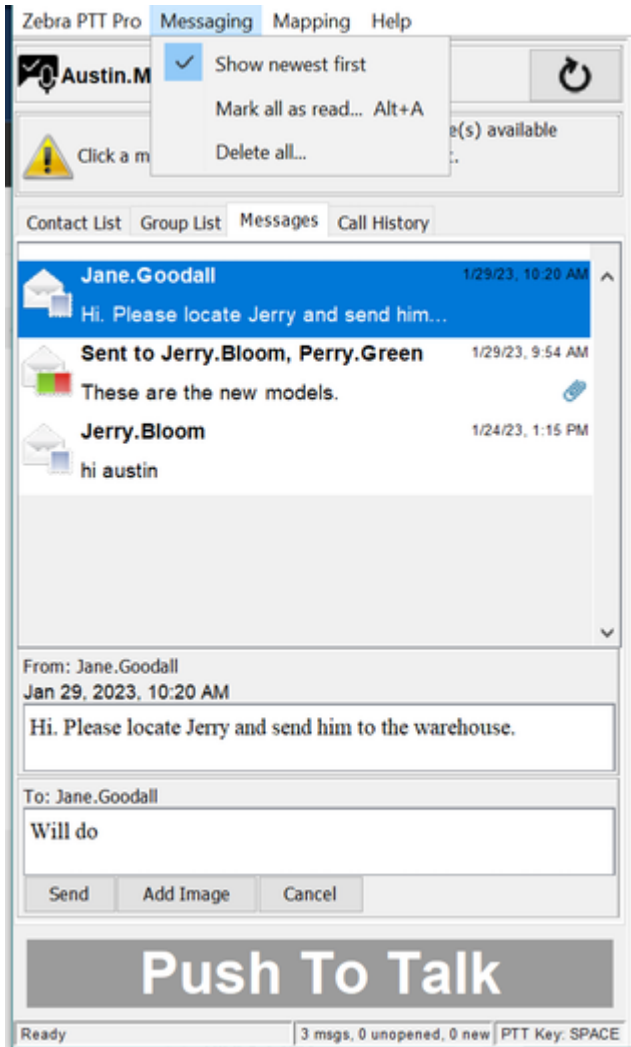 Zebra PTT Pro Messaging Mapping Help
Show newest first
Mark all as read... Alt+A
Delete all...
Austin.M
e(s) available
Click a m
Contact List Group List Messages Call History
Jane.Goodall 1/29/23, 10:20 AM
Hi. Please locate Jerry and send him...
Sent to Jerry.Bloom, Perry.Green 1/29/23, 9:54 AM
These are the new models.
Jerry.Bloom 1/24/23, 1:15 PM
hi austin
From: Jane.Goodall
Jan 29, 2023, 10:20 AM
Hi. Please locate Jerry and send him to the warehouse.
To: Jane.Goodall
Will do
Send Add Image Cancel
Push To Talk
Ready 3 msgs, 0 unopened, 0 new PTT Key: SPACE